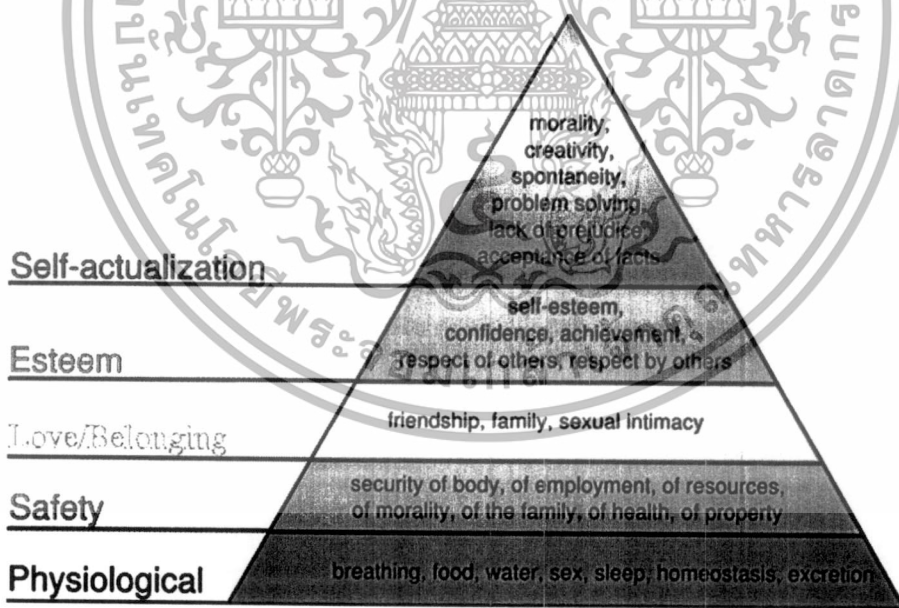 morality,
creativity,
spontaneity,
problem solving,
lack of prejudice,
acceptance of facts
Self-actualization
self-esteem,
confidence, achievement,
respect of others, respect by others
Esteem
friendship, family, sexual intimacy
Love/Belonging
security of body, of employment, of resources,
of morality, of the family, of health, of property
Safety
breathing, food, water, sex, sleep, homeostasis, excretion
Physiological